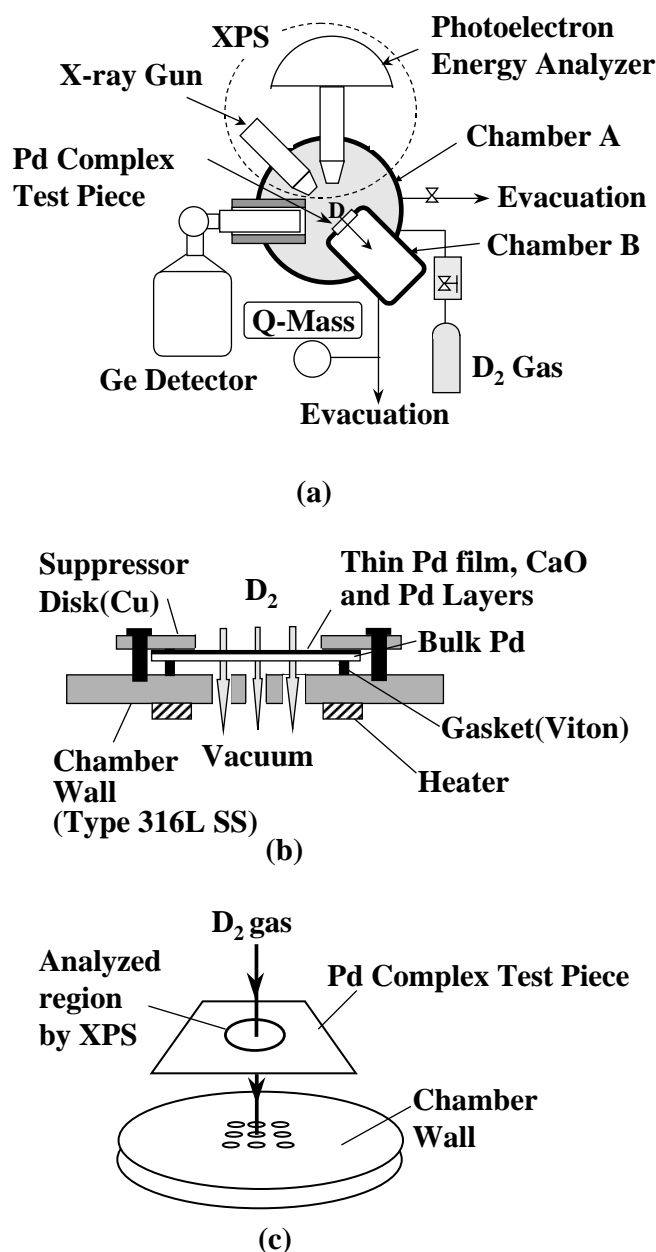 XPS
Photoelectron
Energy Analyzer
X-ray Gun
Pd Complex
Test Piece
Chamber A
Evacuation
D
Chamber B
Q-Mass
Ge Detector
D₂ Gas
Evacuation
(a)
Suppressor
Disk(Cu)
D₂
Thin Pd film, CaO
and Pd Layers
Bulk Pd
Gasket(Viton)
Vacuum
Heater
Chamber
Wall
(Type 316L SS)
(b)
D₂ gas
Analyzed
region
by XPS
Pd Complex Test Piece
Chamber
Wall
(c)